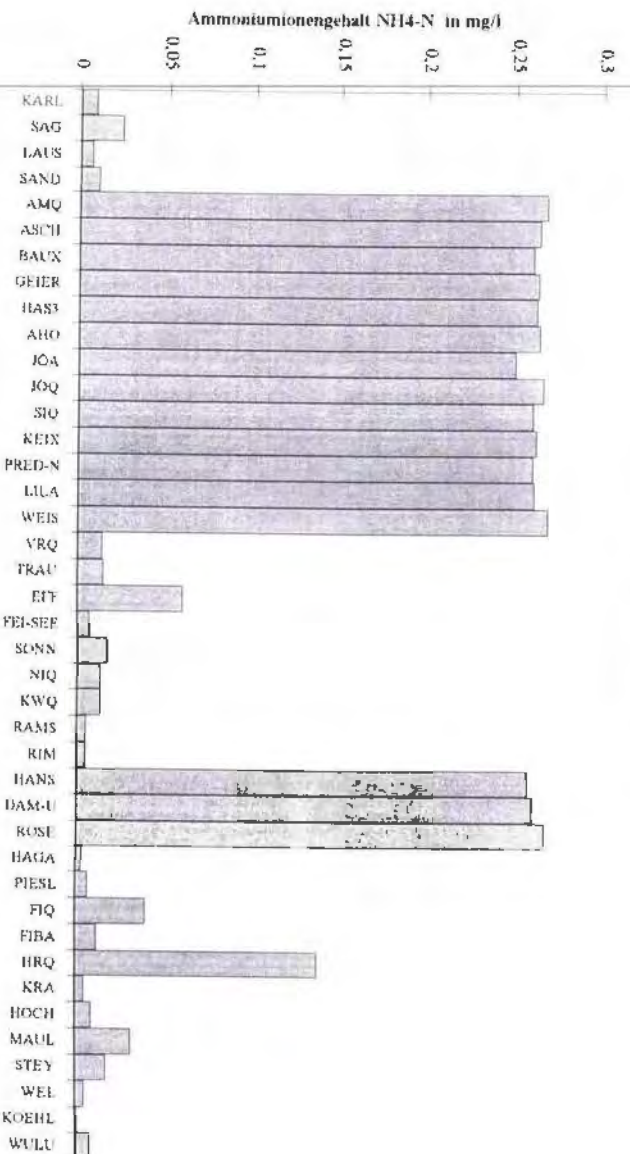 Ammoniumionengehalt NH4-N in mg/l
0
0,05
0,1
0,15
0,2
0,25
0,3
KARL
SAG
LAUS
SAND
AMQ
ASCH
BAUX
GEIER
HAS3
AHO
JOA
JOQ
SIQ
KEIX
PRED-N
LILA
WEIS
VRQ
TRAU
EFF
FEI-SEE
SONN
NIQ
KWQ
RAMS
RIM
HANS
DAM-U
ROSE
HAGA
PIESL
FIQ
FIBA
HRQ
KRA
HOCH
MAUL
STEY
WEL
KOEHL
WULU